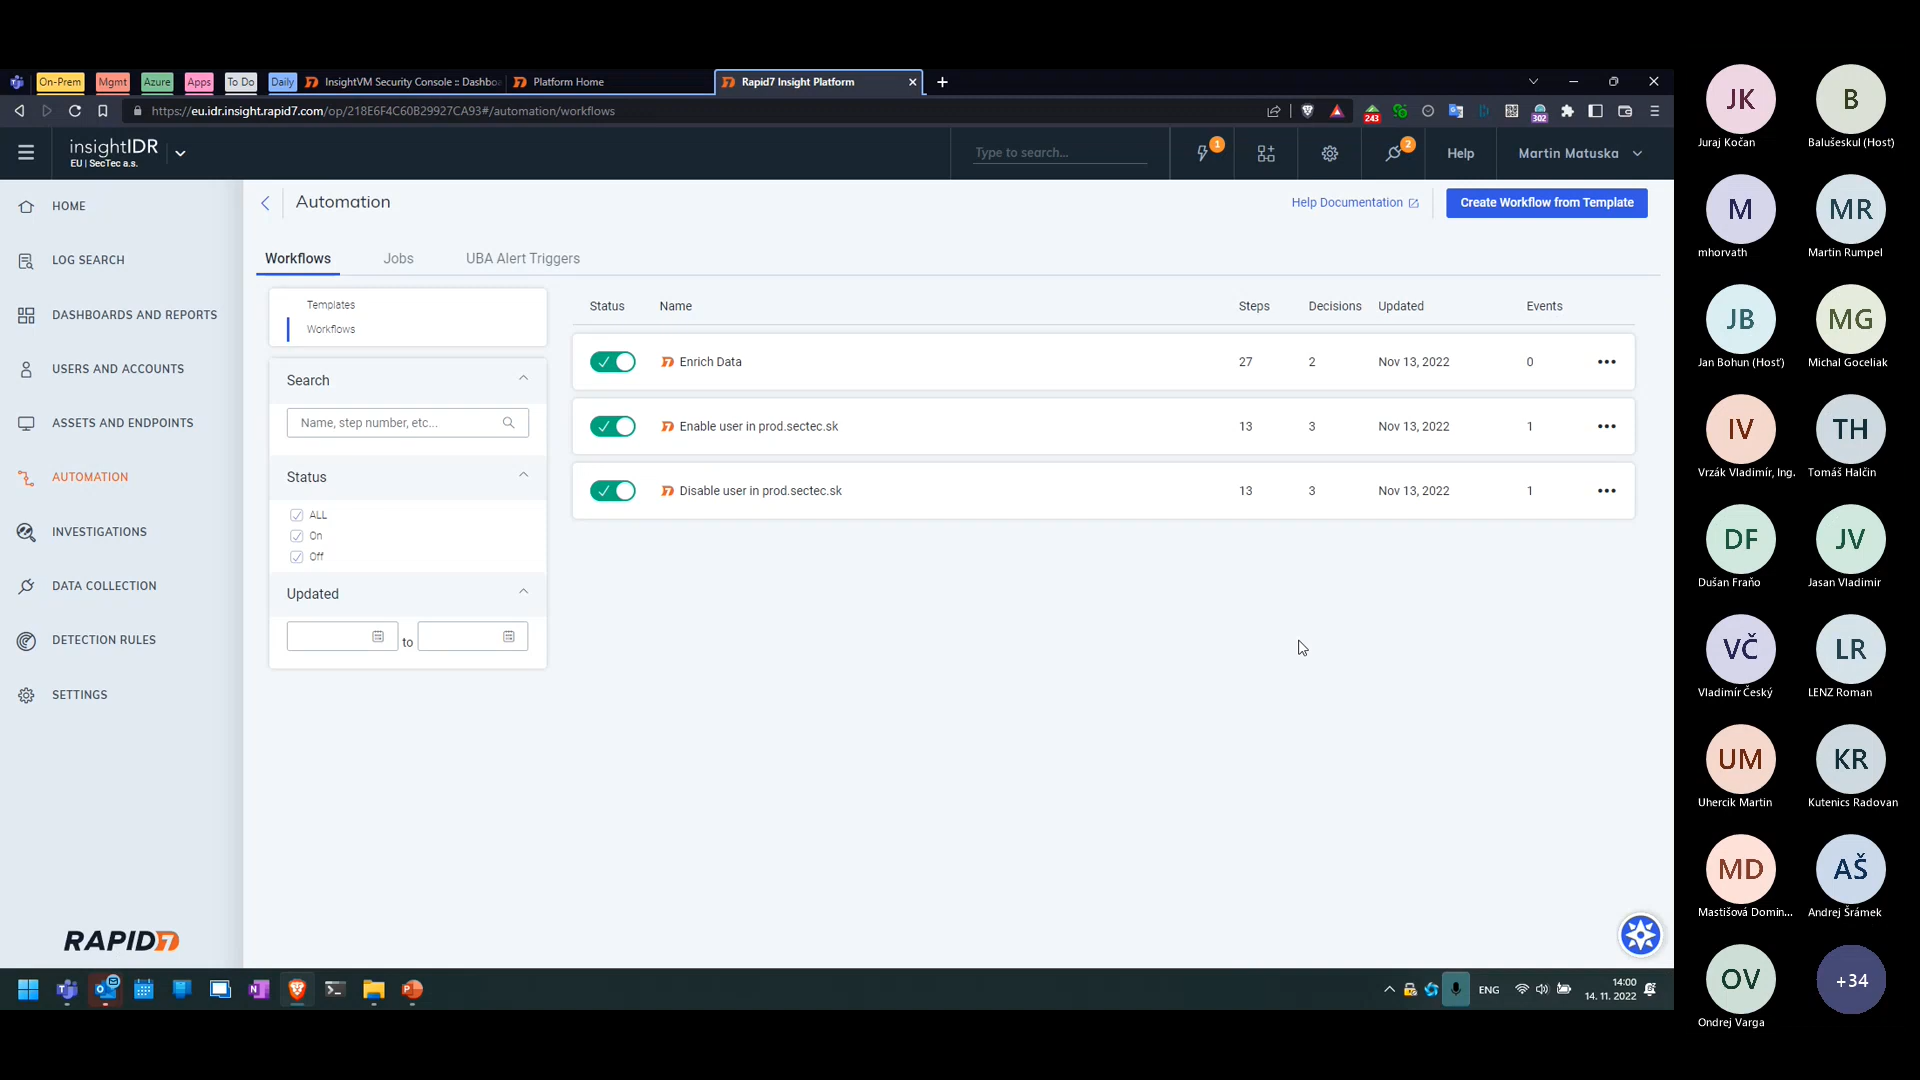 On-Prem Mgmt Azure Apps To Do Daily InsightVM Security Console :: Dashbo Platform Home Rapid7 Insight Platform
https://eu.idr.insight.rapid7.com/op/218E6F4C60B29927CA93#/automation/workflows
243
302
insightIDR
EU | SecTec a.s.
Type to search...
1
2
Help
Martin Matuska
HOME
LOG SEARCH
DASHBOARDS AND REPORTS
USERS AND ACCOUNTS
ASSETS AND ENDPOINTS
AUTOMATION
INVESTIGATIONS
DATA COLLECTION
DETECTION RULES
SETTINGS
RAPID7
Automation
Help Documentation
Create Workflow from Template
Workflows Jobs UBA Alert Triggers
Templates
Workflows
Search
Name, step number, etc...
Status
ALL
On
Off
Updated
to
Status Name Steps Decisions Updated Events
Enrich Data 27 2 Nov 13, 2022 0
Enable user in prod.sectec.sk 13 3 Nov 13, 2022 1
Disable user in prod.sectec.sk 13 3 Nov 13, 2022 1
ENG
14:00
14. 11. 2022
JK B
Juraj Kočan Balušeskul (Hosť)
M MR
mhorvath Martin Rumpel
JB MG
Jan Bohun (Hosť) Michal Goceliak
IV TH
Vrzák Vladimír, Ing. Tomáš Halčin
DF JV
Dušan Fraňo Jasan Vladimir
VČ LR
Vladimír Český LENZ Roman
UM KR
Uhercik Martin Kutenics Radovan
MD AŠ
Mastišová Domin... Andrej Šrámek
OV +34
Ondrej Varga